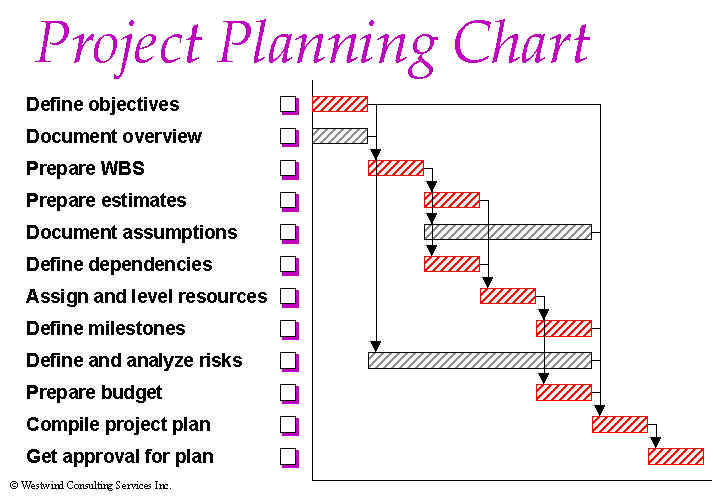 Project Planning Chart
Define objectives
Document overview
Prepare WBS
Prepare estimates
Document assumptions
Define dependencies
Assign and level resources
Define milestones
Define and analyze risks
Prepare budget
Compile project plan
Get approval for plan
© Westwind Consulting Services Inc.